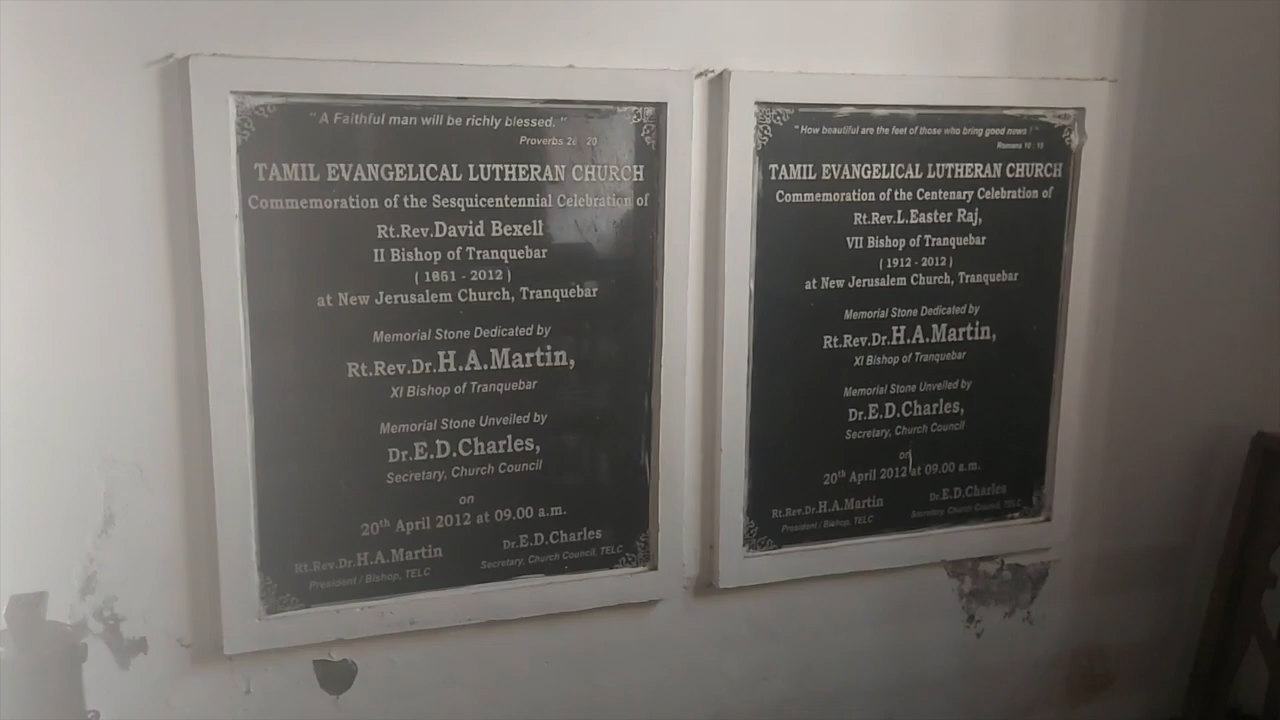 "A Faithful man will be richly blessed."
Proverbs 28 : 20
TAMIL EVANGELICAL LUTHERAN CHURCH
Commemoration of the Sesquicentennial Celebration of
Rt.Rev.David Bexell
II Bishop of Tranquebar
( 1861 - 2012 )
at New Jerusalem Church, Tranquebar
Memorial Stone Dedicated by
Rt.Rev.Dr.H.A.Martin,
XI Bishop of Tranquebar
Memorial Stone Unveiled by
Dr.E.D.Charles,
Secretary, Church Council
on
20th April 2012 at 09.00 a.m.
Rt.Rev.Dr.H.A.Martin Dr.E.D.Charles
President / Bishop, TELC Secretary, Church Council, TELC
"How beautiful are the feet of those who bring good news !"
Romans 10 : 15
TAMIL EVANGELICAL LUTHERAN CHURCH
Commemoration of the Centenary Celebration of
Rt.Rev.L.Easter Raj,
VII Bishop of Tranquebar
( 1912 - 2012 )
at New Jerusalem Church, Tranquebar
Memorial Stone Dedicated by
Rt.Rev.Dr.H.A.Martin,
XI Bishop of Tranquebar
Memorial Stone Unveiled by
Dr.E.D.Charles,
Secretary, Church Council
on
20th April 2012 at 09.00 a.m.
Rt.Rev.Dr.H.A.Martin Dr.E.D.Charles
President / Bishop, TELC Secretary, Church Council, TELC